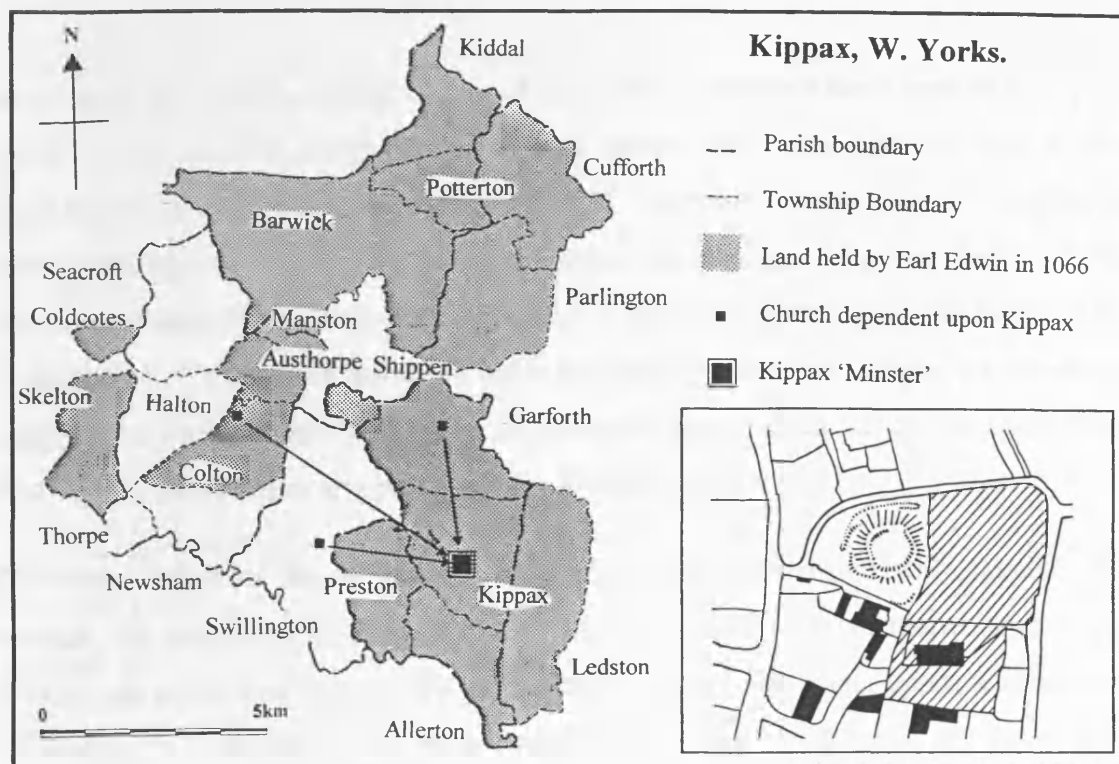 Kippax, W. Yorks.
N
Kiddal
Cufforth
Potterton
Barwick
Seacroft
Parlington
Coldcotes
Manston
Austhorpe
Shippen
Skelton
Halton
Garforth
Colton
Thorpe
Newsham
Preston
Kippax
Swillington
Ledston
Allerton
0
5km
Parish boundary
Township Boundary
Land held by Earl Edwin in 1066
Church dependent upon Kippax
Kippax 'Minster'